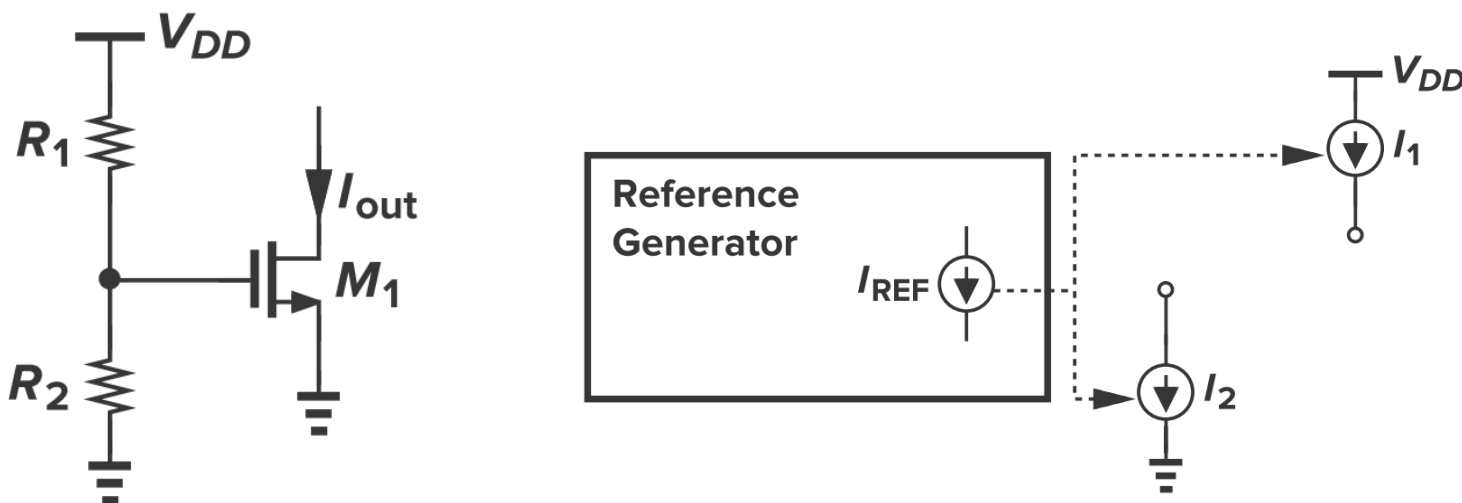 V_DD
R_1
I_out
M_1
R_2
Reference
Generator
I_REF
V_DD
I_1
I_2